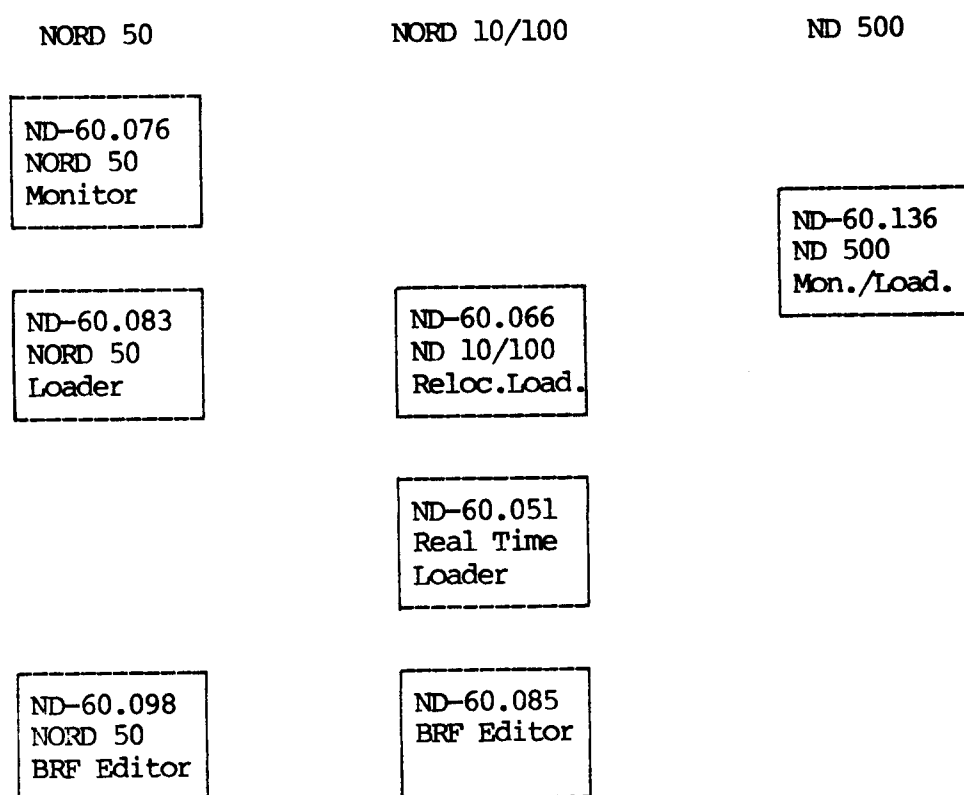 NORD 50
NORD 10/100
ND 500
ND-60.076
NORD 50
Monitor
ND-60.136
ND 500
Mon./Load.
ND-60.083
NORD 50
Loader
ND-60.066
ND 10/100
Reloc.Load.
ND-60.051
Real Time
Loader
ND-60.098
NORD 50
BRF Editor
ND-60.085
BRF Editor